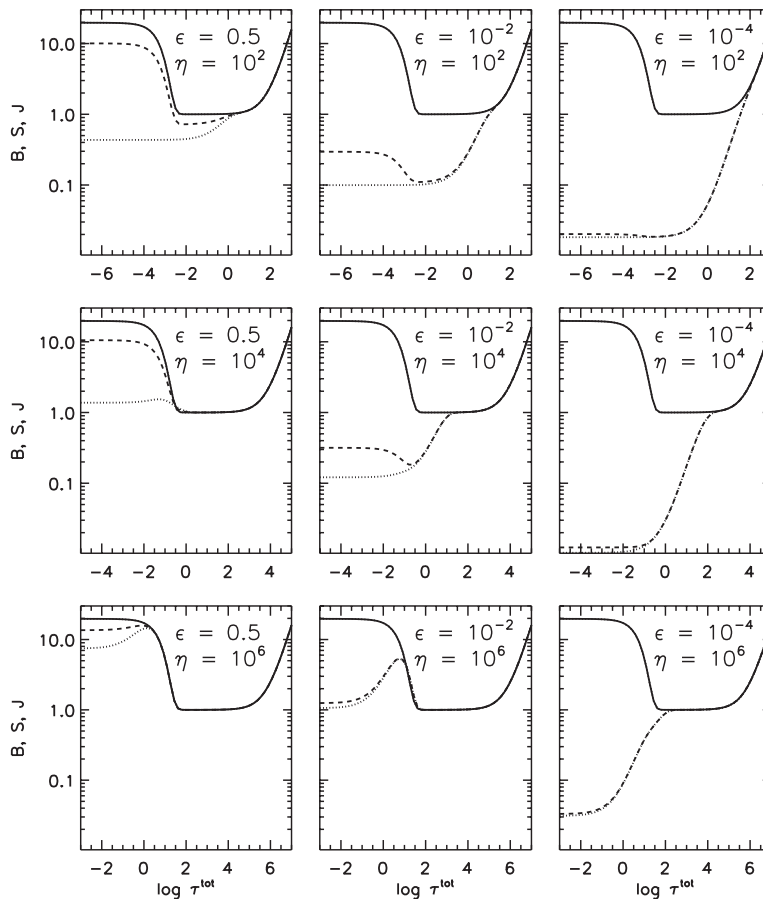 B, S, J
10.0
1.0
0.1
ϵ = 0.5
η = 10²
ϵ = 10⁻²
η = 10²
ϵ = 10⁻⁴
η = 10²
−6 −4 −2 0 2
−6 −4 −2 0 2
−6 −4 −2 0 2
B, S, J
10.0
1.0
0.1
ϵ = 0.5
η = 10⁴
ϵ = 10⁻²
η = 10⁴
ϵ = 10⁻⁴
η = 10⁴
−4 −2 0 2 4
−4 −2 0 2 4
−4 −2 0 2 4
B, S, J
10.0
1.0
0.1
ϵ = 0.5
η = 10⁶
ϵ = 10⁻²
η = 10⁶
ϵ = 10⁻⁴
η = 10⁶
−2 0 2 4 6
−2 0 2 4 6
−2 0 2 4 6
log τᵗᵒᵗ
log τᵗᵒᵗ
log τᵗᵒᵗ